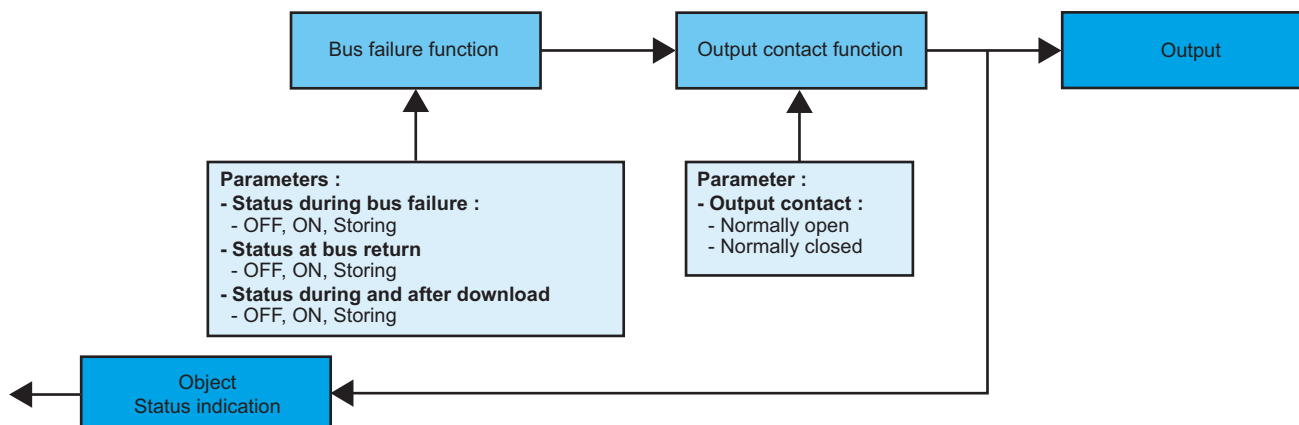 Bus failure function
Output contact function
Output
Parameters :
- Status during bus failure :
- OFF, ON, Storing
- Status at bus return
- OFF, ON, Storing
- Status during and after download
- OFF, ON, Storing
Parameter :
- Output contact :
- Normally open
- Normally closed
Object
Status indication